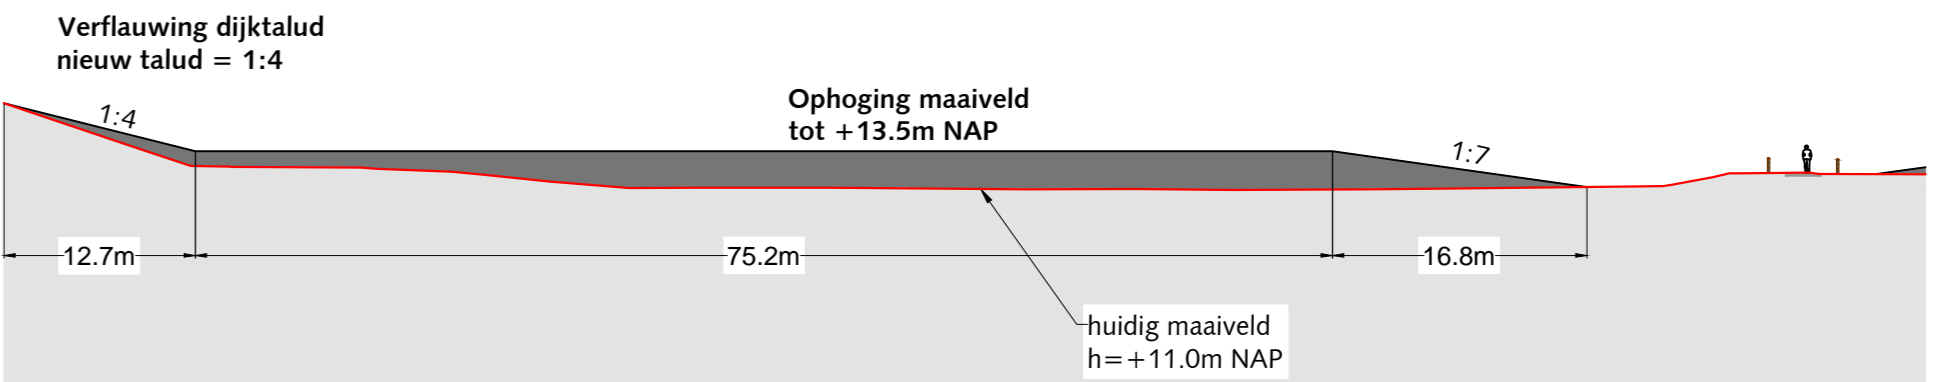 Verflauwing dijktalud
nieuw talud = 1:4
1:4
Ophoging maaiveld
tot +13.5m NAP
1:7
12.7m
75.2m
16.8m
huidig maaiveld
h=+11.0m NAP